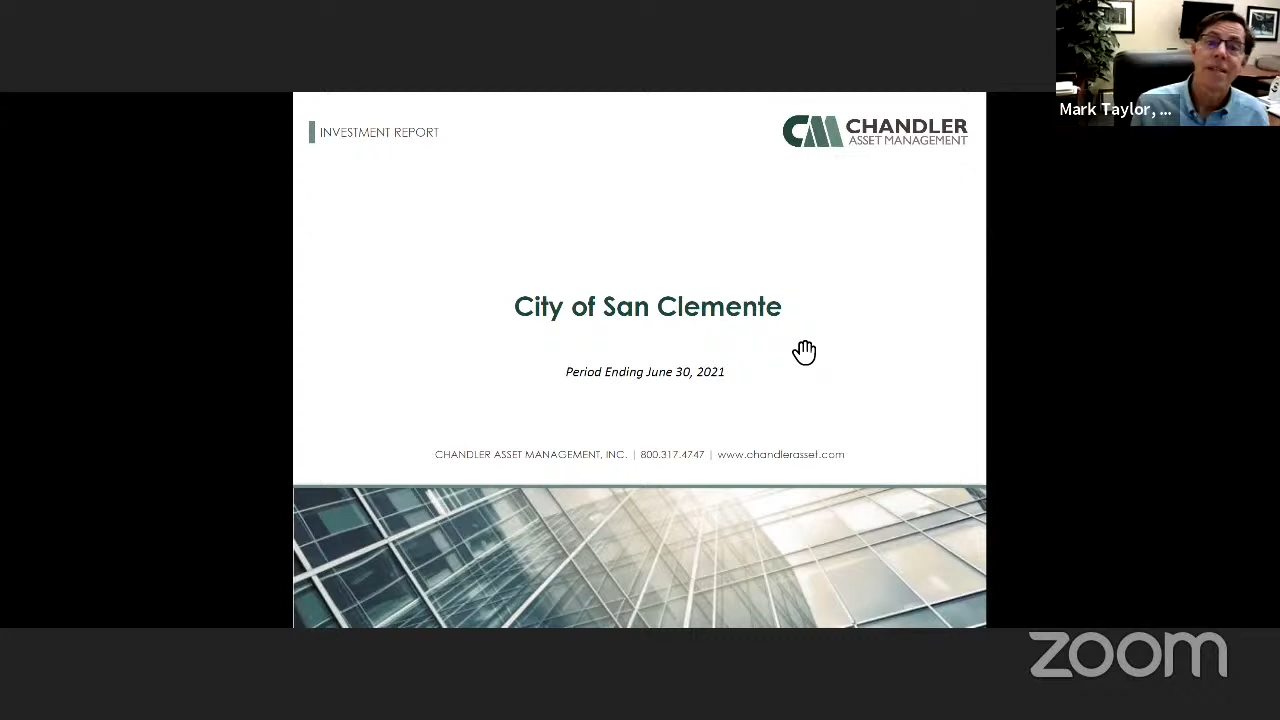 INVESTMENT REPORT
CM CHANDLER
ASSET MANAGEMENT
Mark Taylor, ...
City of San Clemente
Period Ending June 30, 2021
CHANDLER ASSET MANAGEMENT, INC. | 800.317.4747 | www.chandlerasset.com
zoom